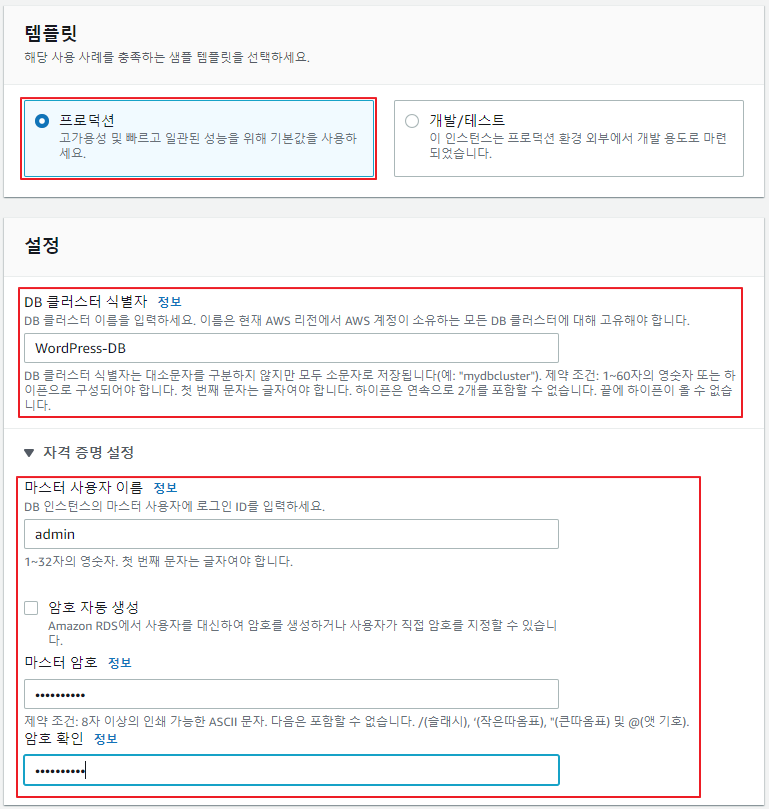 템플릿
해당 사용 사례를 충족하는 샘플 템플릿을 선택하세요.
프로덕션
고가용성 및 빠르고 일관된 성능을 위해 기본값을 사용하
세요.
개발/테스트
이 인스턴스는 프로덕션 환경 외부에서 개발 용도로 마련
되었습니다.
설정
DB 클러스터 식별자 정보
DB 클러스터 이름을 입력하세요. 이름은 현재 AWS 리전에서 AWS 계정이 소유하는 모든 DB 클러스터에 대해 고유해야 합니다.
WordPress-DB
DB 클러스터 식별자는 대소문자를 구분하지 않지만 모두 소문자로 저장됩니다(예: "mydbcluster"). 제약 조건: 1~60자의 영숫자 또는 하
이픈으로 구성되어야 합니다. 첫 번째 문자는 글자여야 합니다. 하이픈은 연속으로 2개를 포함할 수 없습니다. 끝에 하이픈이 올 수 없습
니다.
▼ 자격 증명 설정
마스터 사용자 이름 정보
DB 인스턴스의 마스터 사용자에 로그인 ID를 입력하세요.
admin
1~32자의 영숫자. 첫 번째 문자는 글자여야 합니다.
암호 자동 생성
Amazon RDS에서 사용자를 대신하여 암호를 생성하거나 사용자가 직접 암호를 지정할 수 있습니
다.
마스터 암호 정보
••••••••••
제약 조건: 8자 이상의 인쇄 가능한 ASCII 문자. 다음은 포함할 수 없습니다. /(슬래시), '(작은따옴표), "(큰따옴표) 및 @(앳 기호).
암호 확인 정보
••••••••••